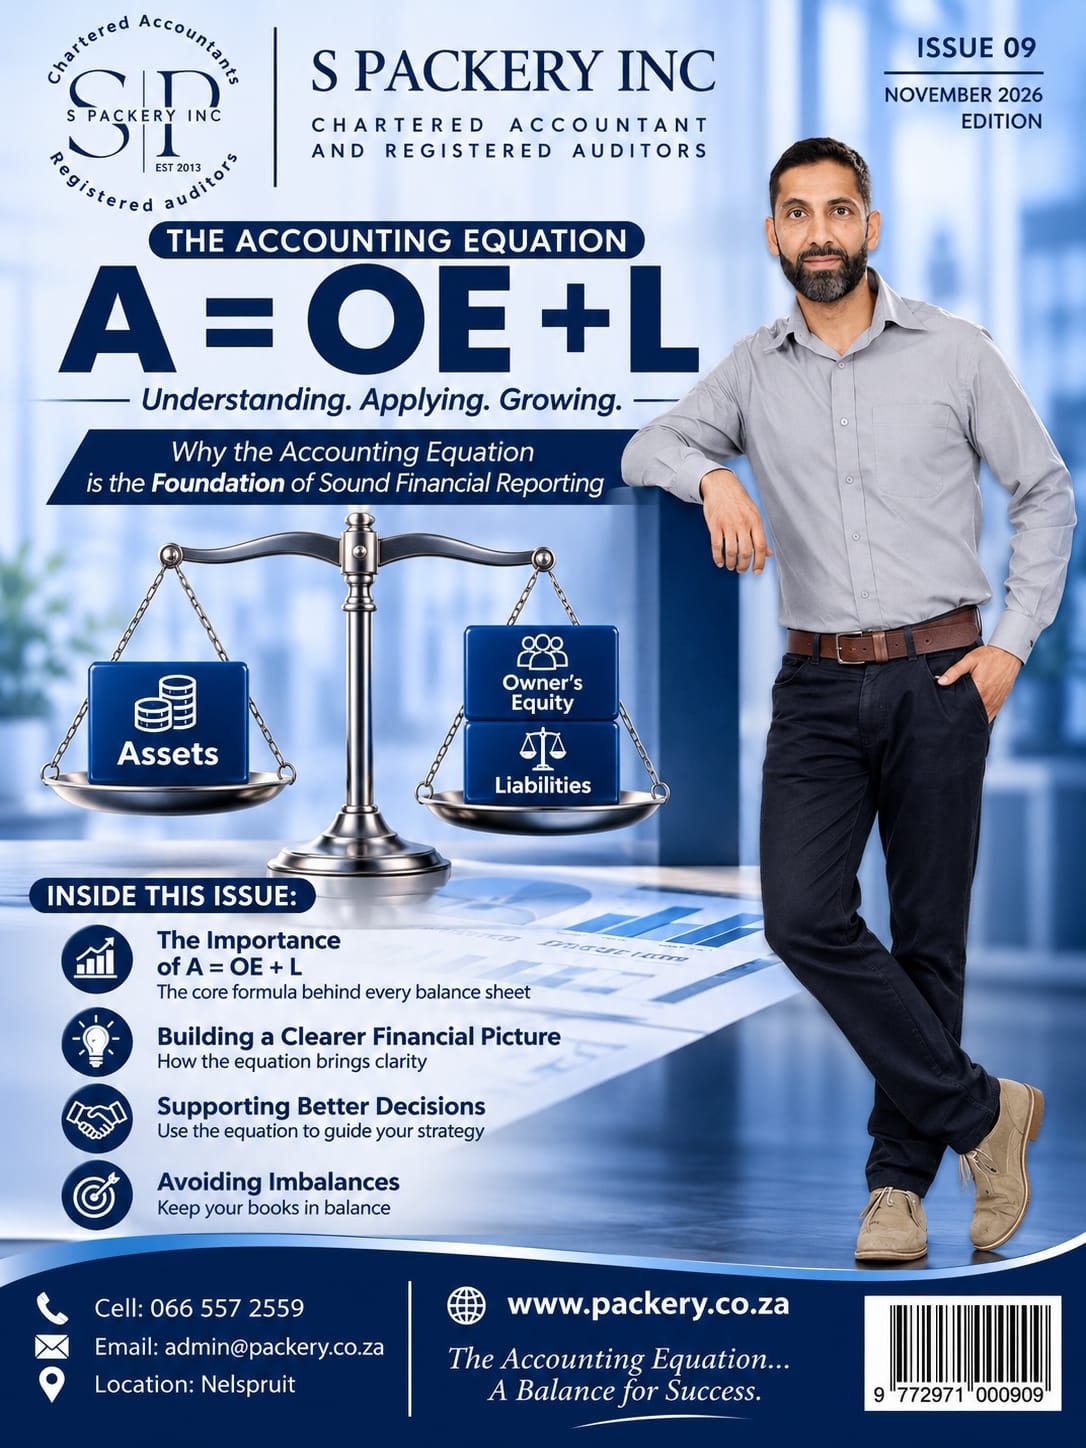 Chartered Accountants
SP
S PACKERY INC
EST 2013
Registered auditors
S PACKERY INC
CHARTERED ACCOUNTANT
AND REGISTERED AUDITORS
ISSUE 09
NOVEMBER 2026
EDITION
THE ACCOUNTING EQUATION
A = OE + L
Understanding. Applying. Growing.
Why the Accounting Equation
is the Foundation of Sound Financial Reporting
Assets
Owner's
Equity
Liabilities
INSIDE THIS ISSUE:
The Importance
of A = OE + L
The core formula behind every balance sheet
Building a Clearer Financial Picture
How the equation brings clarity
Supporting Better Decisions
Use the equation to guide your strategy
Avoiding Imbalances
Keep your books in balance
Cell: 066 557 2559
Email: admin@packery.co.za
Location: Nelspruit
www.packery.co.za
The Accounting Equation...
A Balance for Success.
9 772971 000909